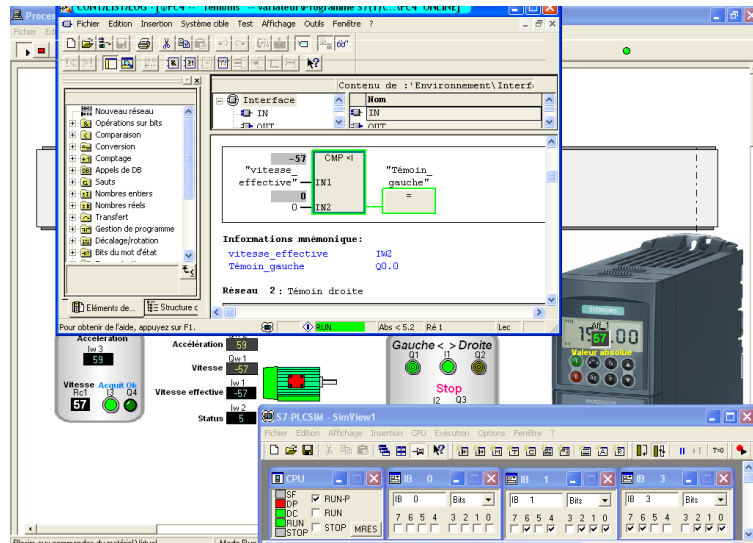 CONT/LIST/LOG - [@FC4 -- "Témoins" -- variateur\Programme S7(1)\...\FC4 ONLINE]
Fichier Edition Insertion Système cible Test Affichage Outils Fenêtre ?
Contenu de :'Environnement\Interf
Interface
IN
OUT
Nom
IN
OUT
Nouveau réseau
Opérations sur bits
Comparaison
Conversion
Comptage
Appels de DB
Sauts
Nombres entiers
Nombres réels
Transfert
Gestion de programme
Décalage/rotation
Bits du mot d'état
Eléments de...
Structure c
-57
CMP <I
"vitesse_
effective"
IN1
0
0
IN2
"Témoin_
gauche"
=
Informations mnémonique:
vitesse_effective IW2
Témoin_gauche Q0.0
Réseau 2 : Témoin droite
Pour obtenir de l'aide, appuyez sur F1.
RUN
Abs < 5.2
Ré 1
Lec
Accélération
Iw 3
59
Vitesse
Rc1
57
Acquit
I3
Ok
Q4
Accélération 59
Qw 1
Vitesse -57
Iw 1
Vitesse effective -57
Iw 2
Status 5
Gauche < > Droite
Q1 I1 Q2
Stop
I2 Q3
SIEMENS
Aff_1
57
Valeur absolue
S7-PLCSIM - SimView1
Fichier Edition Affichage Insertion CPU Exécution Options Fenêtre ?
T=0
CPU
SF
DP
DC
RUN
STOP
RUN-P
RUN
STOP
MRES
IB 0
IB 0 Bits
7 6 5 4 3 2 1 0
IB 1
IB 1 Bits
7 6 5 4 3 2 1 0
IB 3
IB 3 Bits
7 6 5 4 3 2 1 0